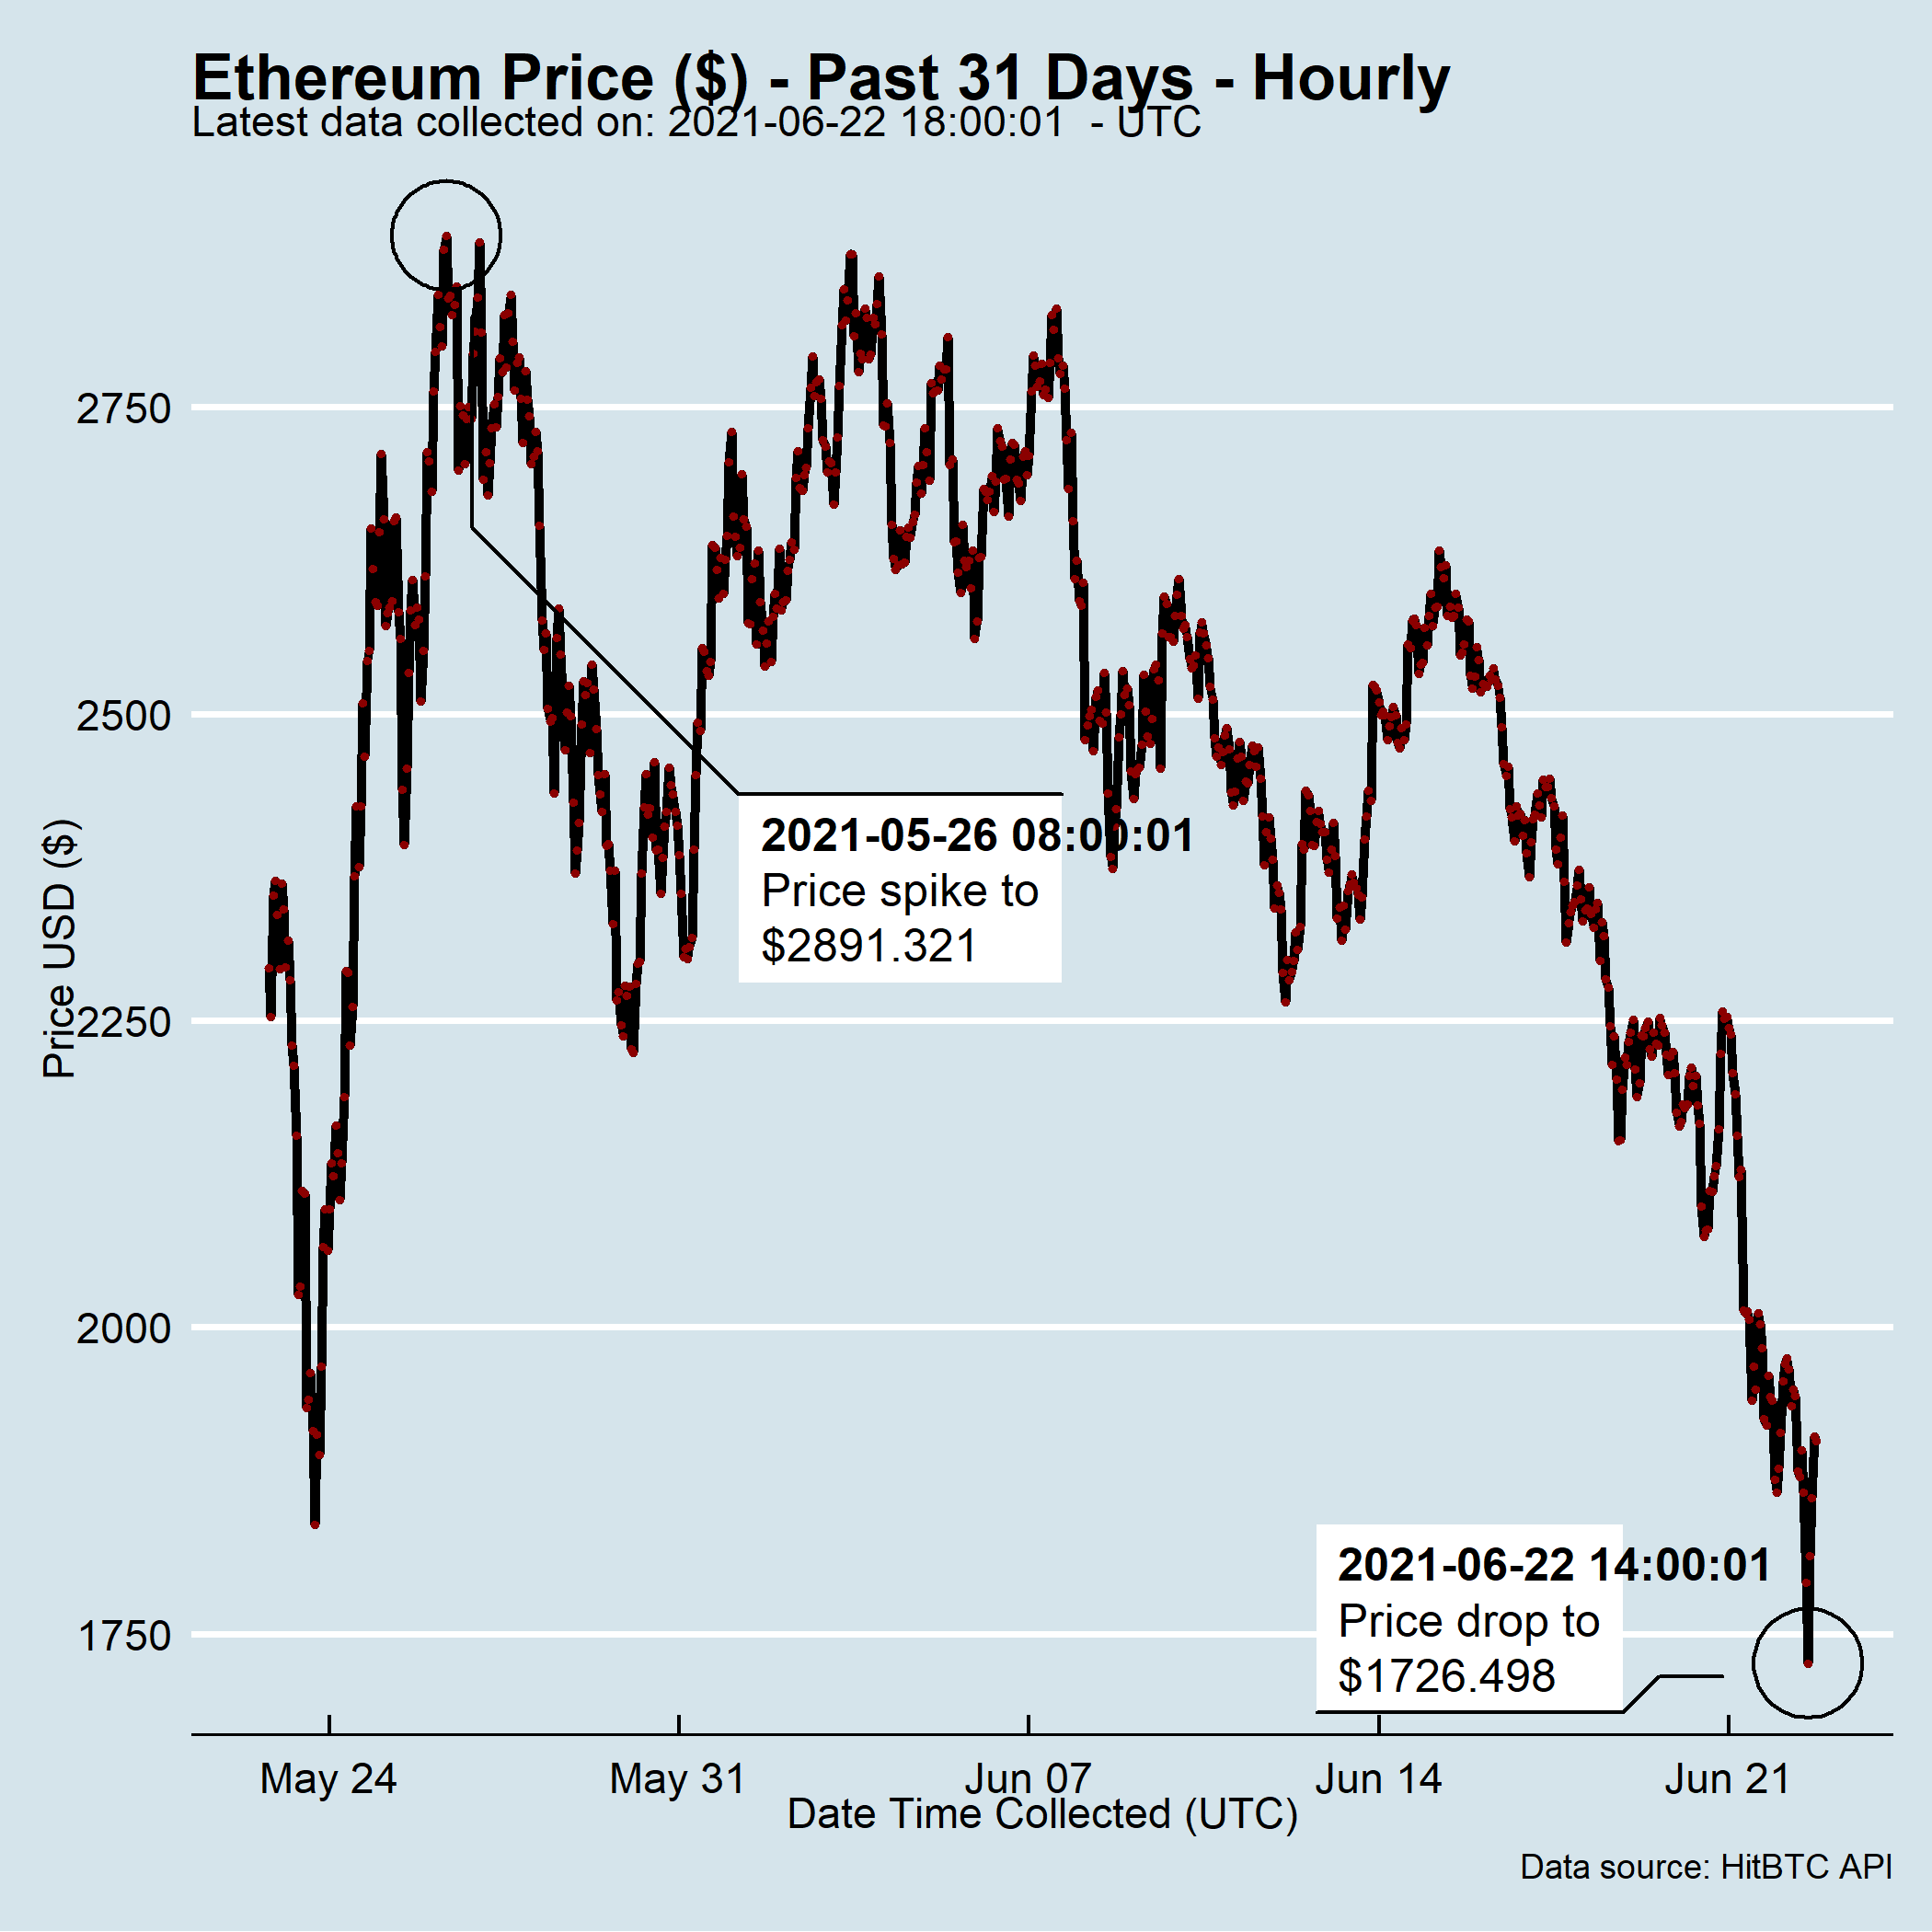 Ethereum Price ($) - Past 31 Days - Hourly
Latest data collected on: 2021-06-22 18:00:01  - UTC
Price USD ($)
2750
2500
2250
2000
1750
2021-05-26 08:00:01
Price spike to
$2891.321
2021-06-22 14:00:01
Price drop to
$1726.498
May 24
May 31
Jun 07
Jun 14
Jun 21
Date Time Collected (UTC)
Data source: HitBTC API